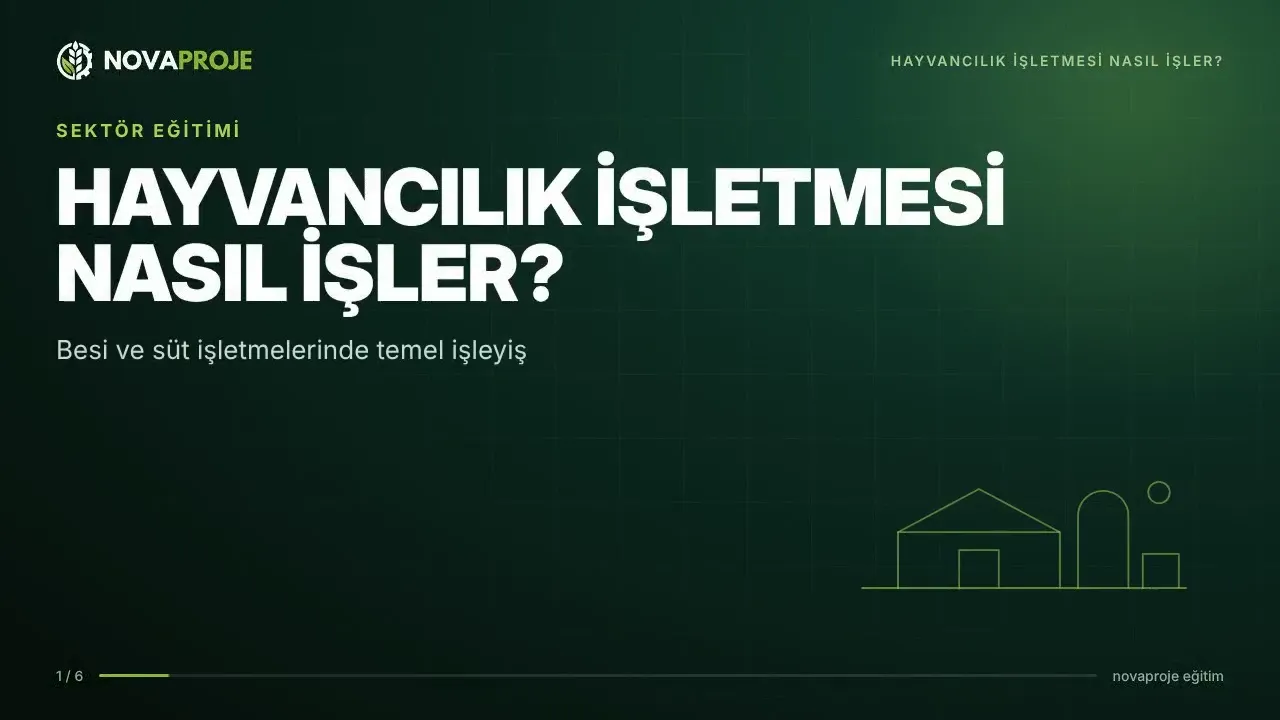 NOVAPROJE
HAYVANCILIK İŞLETMESİ NASIL İŞLER?
SEKTÖR EĞİTİMİ
HAYVANCILIK İŞLETMESİ
NASIL İŞLER?
Besi ve süt işletmelerinde temel işleyiş
1 / 6
novaproje eğitim